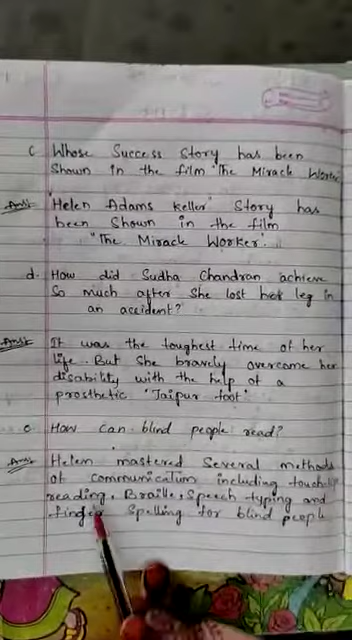 c. Whose Success Story has been
Shown in the film 'The Mirack Worker
Ans:- "Helen Adams Keller" Story has
been Shown in the film
"The Mirack Worker".
d. How did Sudha Chandran achieve
So much after She lost her leg in
an accident?
Ans:- It was the toughest time of her
life. But She bravely overcame her
disability with the help of a
prosthetic 'Jaipur foot'
e. How can blind people read?
Ans:- Helem mastered Several methods
of communication including touch
reading, Braille, Speech typing and
finger Spelling for blind people